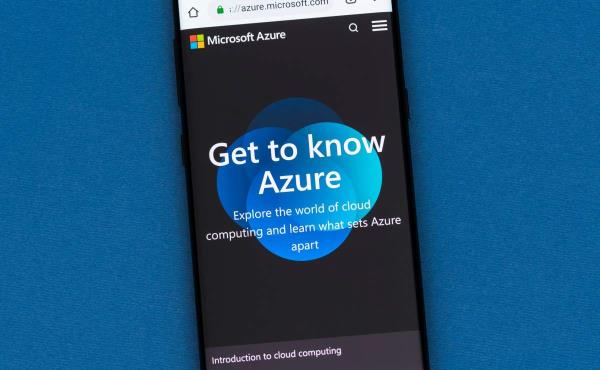 ://azure.microsoft.com
Microsoft Azure
Get to know
Azure
Explore the world of cloud
computing and learn what sets Azure
apart
Introduction to cloud computing